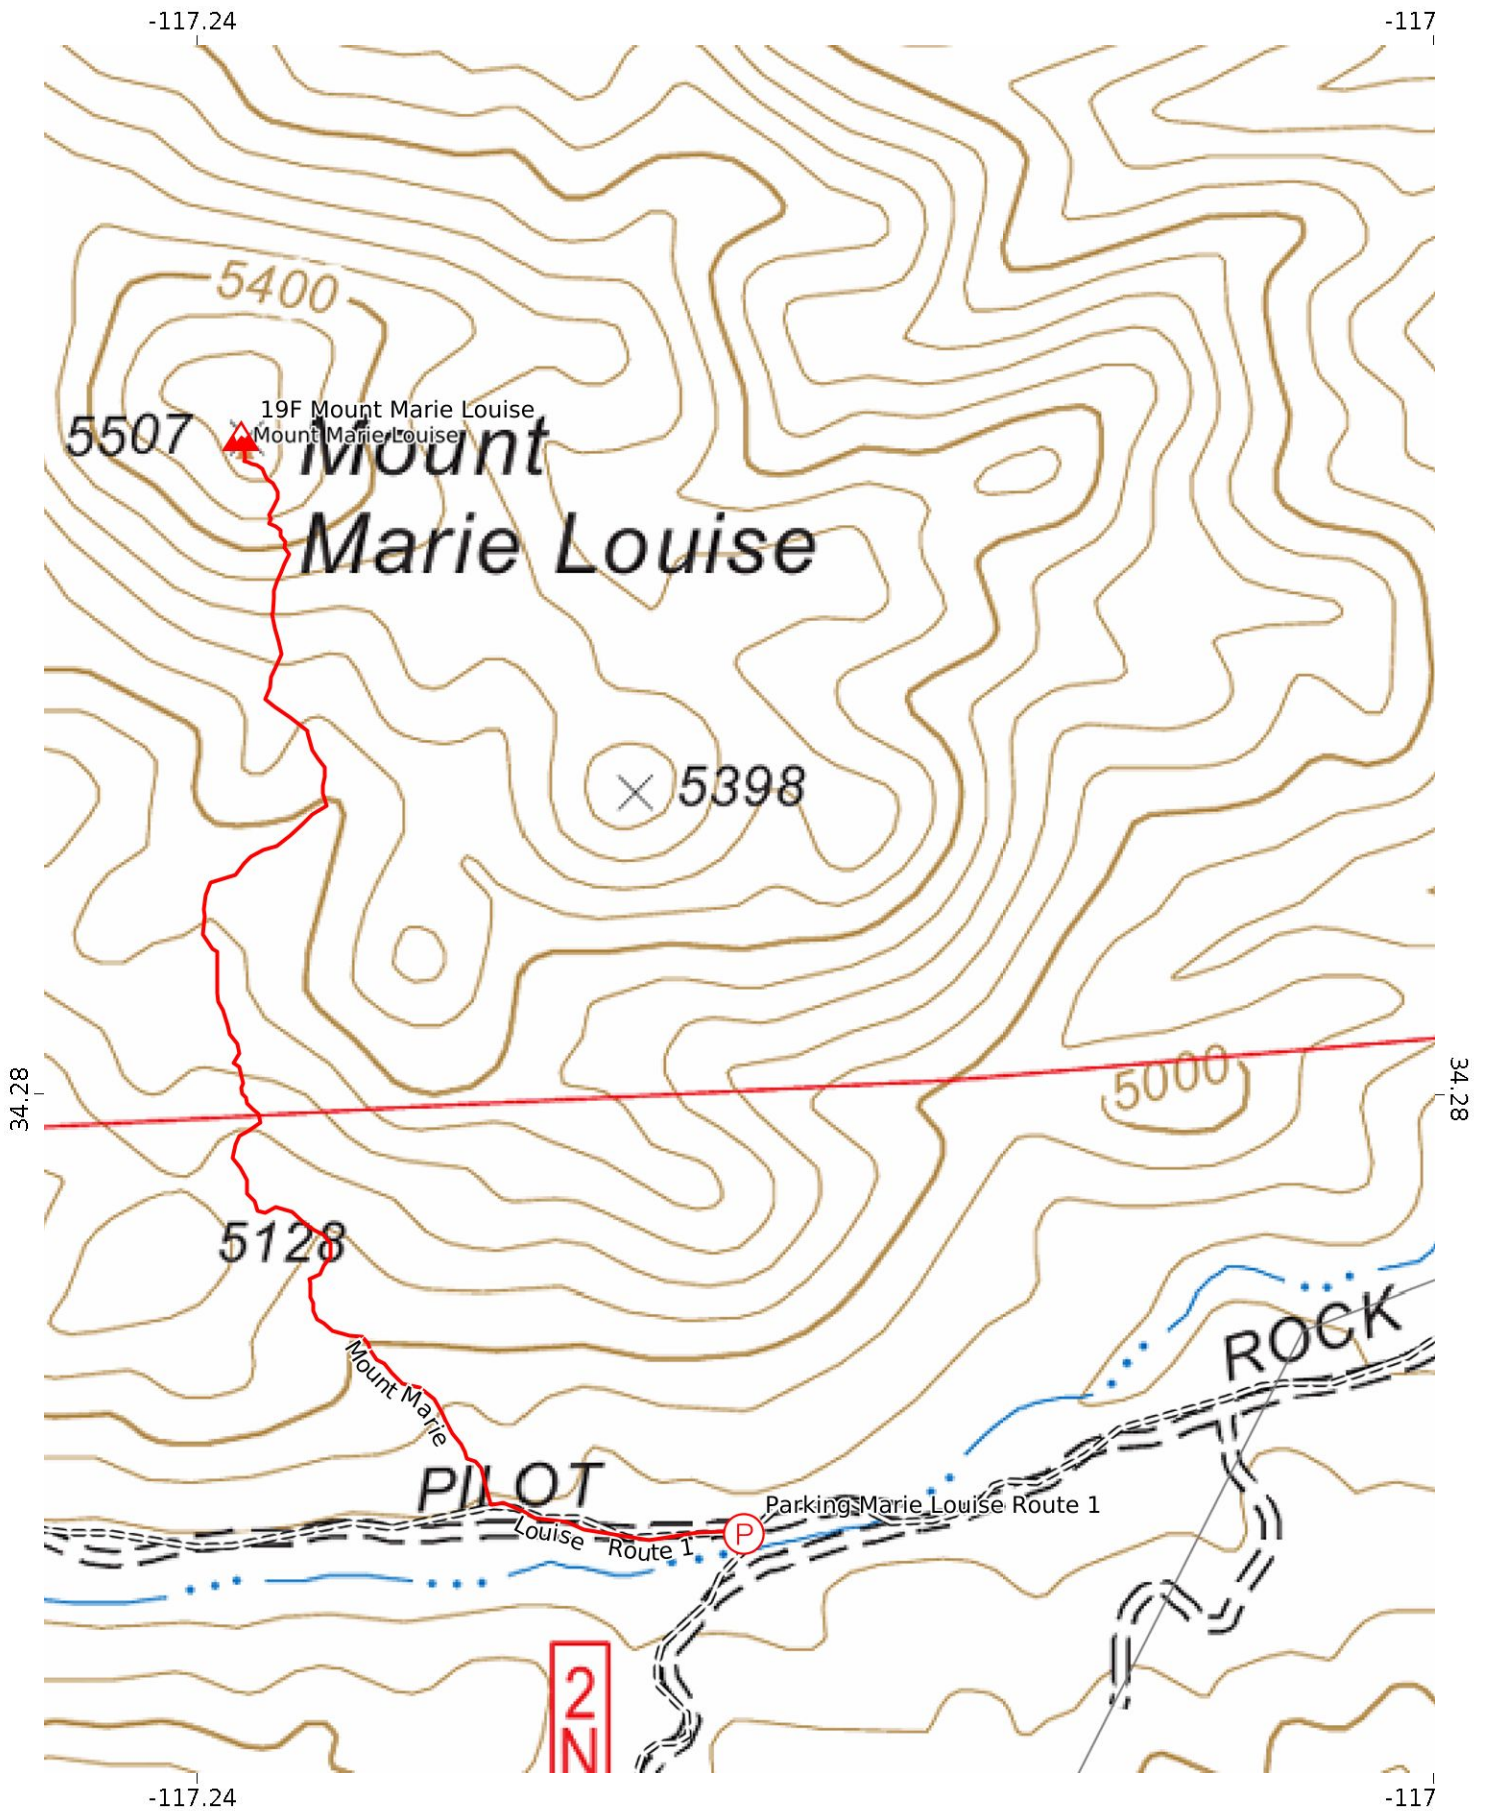 -117.24
-117
5400
19F Mount Marie Louise
Mount Marie Louise
5507
Mount
Marie Louise
5398
34.28
34.28
5000
5128
ROCK
Mount Marie
PILOT
Parking Marie Louise Route 1
P
Louise Route 1
2
N
-117.24
-117